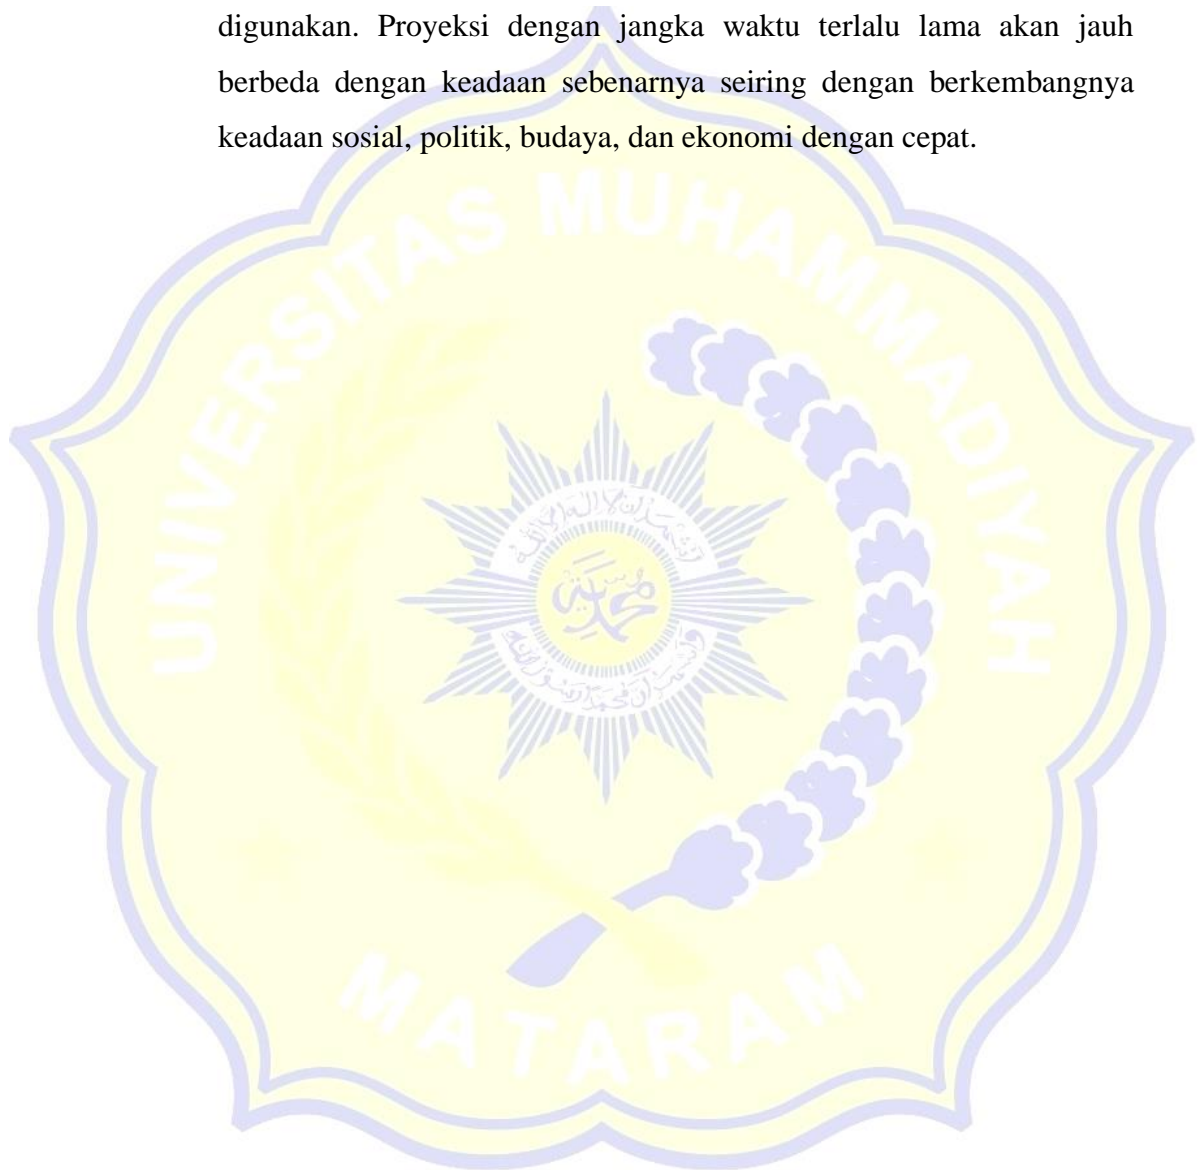 digunakan. Proyeksi dengan jangka waktu terlalu lama akan jauh
berbeda dengan keadaan sebenarnya seiring dengan berkembangnya
keadaan sosial, politik, budaya, dan ekonomi dengan cepat.
UNIVERSITAS MUHAMMADIYAH
MATARAM